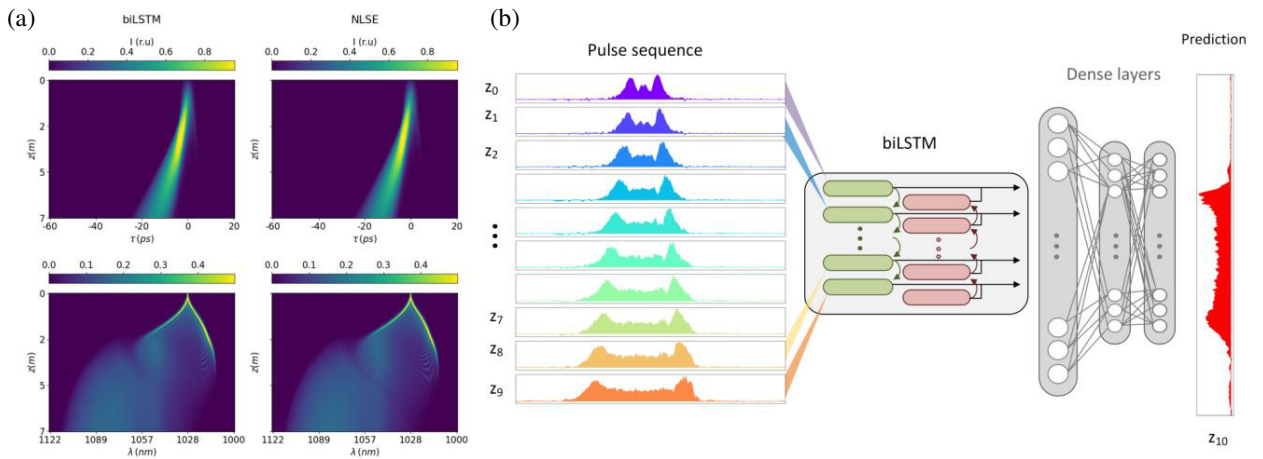 (a)
biLSTM
NLSE
I (r.u)
I (r.u)
0.0 0.2 0.4 0.6 0.8
0.0 0.2 0.4 0.6 0.8
0
2
5
7
z(m)
0
2
5
7
z(m)
-60 -40 -20 0 20
-60 -40 -20 0 20
τ (ps)
τ (ps)
0.0 0.1 0.2 0.3 0.4
0.0 0.1 0.2 0.3 0.4
0
2
5
7
z(m)
0
2
5
7
z(m)
1122 1089 1057 1028 1000
1122 1089 1057 1028 1000
λ (nm)
λ (nm)
(b)
Pulse sequence
z0
z1
z2
z7
z8
z9
biLSTM
Dense layers
Prediction
z10